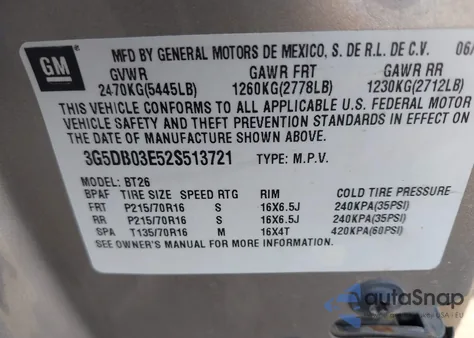 GM
MFD BY GENERAL MOTORS DE MEXICO, S. DE R.L. DE C.V. 06/
GVWR GAWR FRT GAWR RR
2470KG(5445LB) 1260KG(2778LB) 1230KG(2712LB)
THIS VEHICLE CONFORMS TO ALL APPLICABLE U.S. FEDERAL MOTOR
VEHICLE SAFETY AND THEFT PREVENTION STANDARDS IN EFFECT ON
THE DATE OF MANUFACTURE SHOWN ABOVE.
3G5DB03E52S513721 TYPE: M.P.V.
MODEL: BT26
BPAF TIRE SIZE SPEED RTG RIM COLD TIRE PRESSURE
FRT P215/70R16 S 16X6.5J 240KPA(35PSI)
RR P215/70R16 S 16X6.5J 240KPA(35PSI)
SPA T135/70R16 M 16X4T 420KPA(60PSI)
SEE OWNER'S MANUAL FOR MORE INFORMATION.
AutaSnap